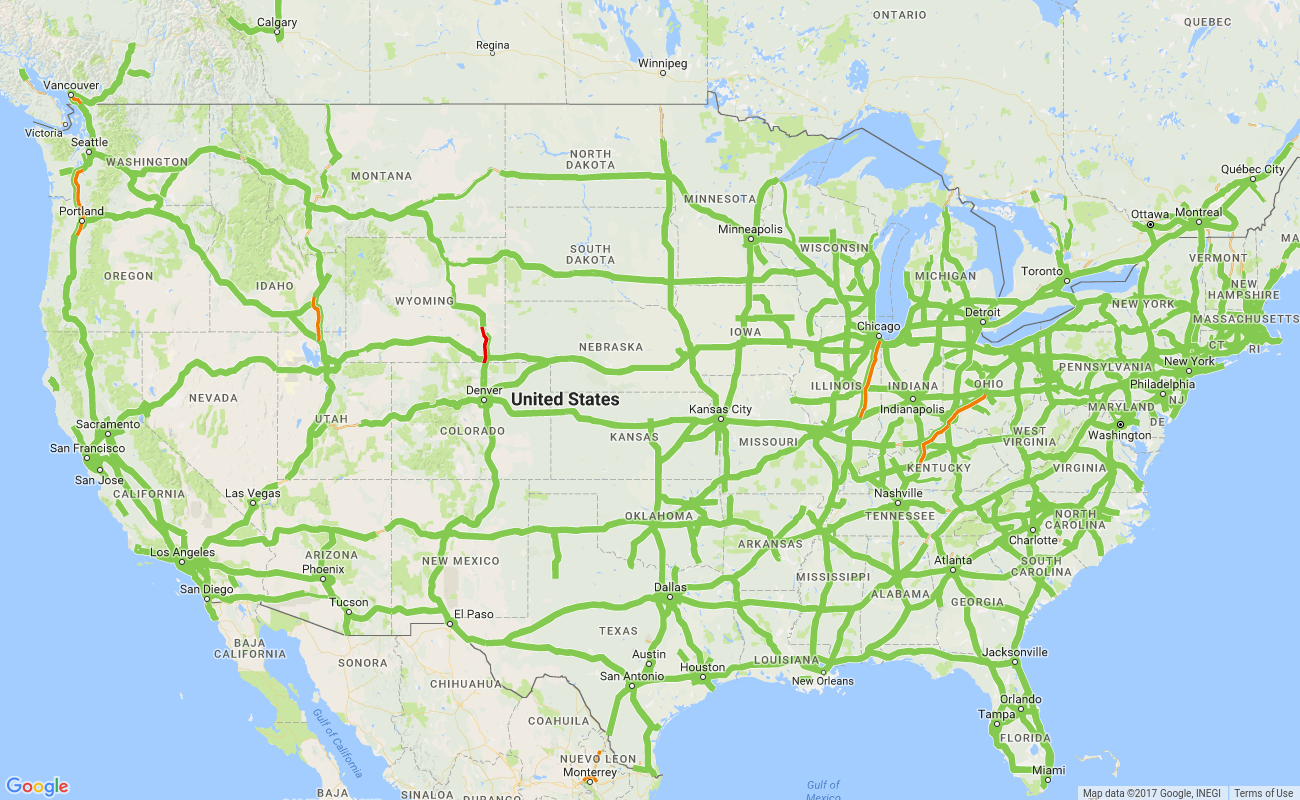 Calgary
ONTARIO
QUEBEC
Regina
Winnipeg
Vancouver
Victoria
Seattle
WASHINGTON
NORTH
DAKOTA
MONTANA
Québec City
MINNESOTA
Portland
Ottawa
Montreal
Minneapolis
MA
WISCONSIN
SOUTH
DAKOTA
VERMONT
OREGON
IDAHO
Toronto
MICHIGAN
NEW
HAMPSHIRE
WYOMING
NEW YORK
Detroit
MASSACHUSETTS
Chicago
IOWA
NEBRASKA
CT
RI
New York
PENNSYLVANIA
ILLINOIS
INDIANA
OHIO
Philadelphia
Denver
United States
NEVADA
NJ
Indianapolis
Kansas City
MARYLAND
UTAH
Sacramento
COLORADO
KANSAS
MISSOURI
WEST
VIRGINIA
DE
Washington
San Francisco
KENTUCKY
VIRGINIA
San Jose
CALIFORNIA
Las Vegas
Nashville
OKLAHOMA
TENNESSEE
NORTH
CAROLINA
Charlotte
Los Angeles
ARIZONA
NEW MEXICO
ARKANSAS
Atlanta
SOUTH
CAROLINA
Phoenix
MISSISSIPPI
San Diego
Dallas
ALABAMA
GEORGIA
Tucson
El Paso
TEXAS
BAJA
CALIFORNIA
SONORA
Austin
LOUISIANA
Jacksonville
Houston
San Antonio
New Orleans
CHIHUAHUA
Orlando
Tampa
COAHUILA
Gulf of
California
FLORIDA
NUEVO LEON
Monterrey
Miami
Google
BAJA
SINALOA
DURANGO
Gulf of
Mexico
Map data ©2017 Google, INEGI
Terms of Use